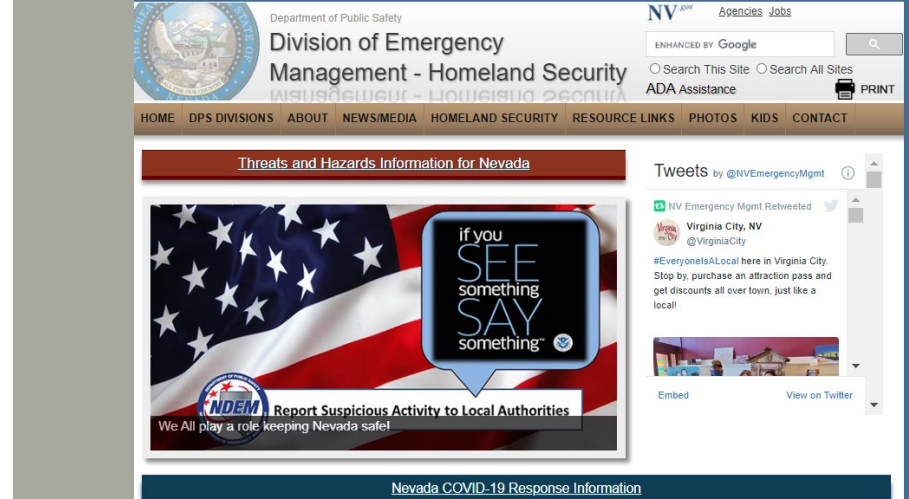 Department of Public Safety
Division of Emergency
Management - Homeland Security
NV.gov Agencies Jobs
ENHANCED BY Google
Search This Site Search All Sites
ADA Assistance PRINT
HOME DPS DIVISIONS ABOUT NEWS/MEDIA HOMELAND SECURITY RESOURCE LINKS PHOTOS KIDS CONTACT
Threats and Hazards Information for Nevada
if you
SEE
something
SAY
something™
NDEM
Report Suspicious Activity to Local Authorities
We All play a role keeping Nevada safe!
Tweets by @NVEmergencyMgmt
NV Emergency Mgmt Retweeted
Virginia City, NV
@VirginiaCity
#EveryoneIsALocal here in Virginia City.
Stop by, purchase an attraction pass and
get discounts all over town, just like a
local!
Embed View on Twitter
Nevada COVID-19 Response Information